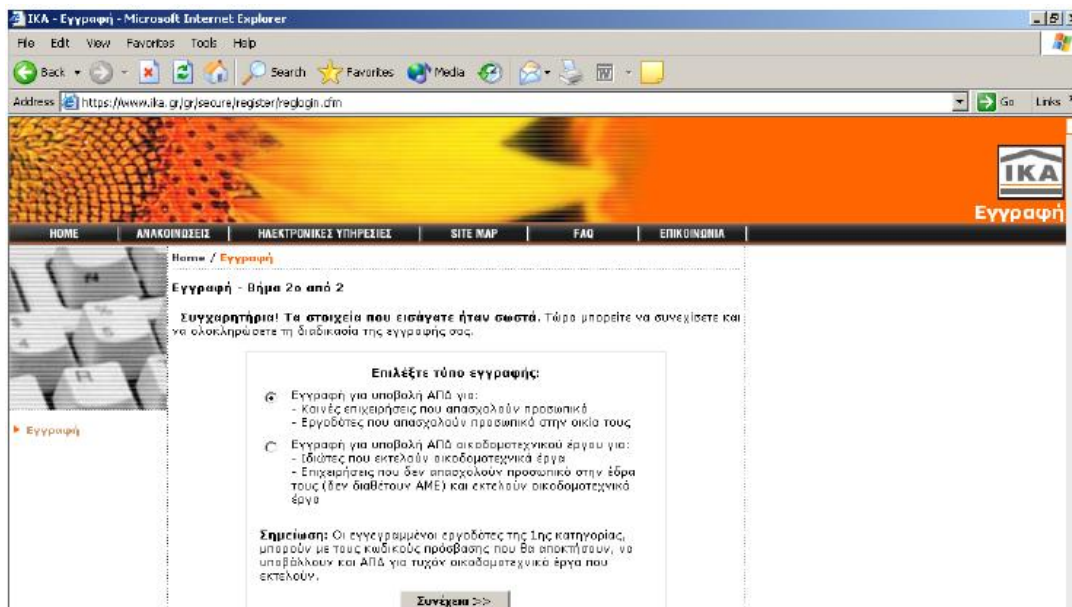 IKA - Εγγραφή - Microsoft Internet Explorer
File Edit View Favorites Tools Help
Back Search Favorites Media
Address https://www.ika.gr/gr/secure/register/reglogin.cfm Go Links
IKA
Εγγραφή
HOME ΑΝΑΚΟΙΝΩΣΕΙΣ ΗΛΕΚΤΡΟΝΙΚΕΣ ΥΠΗΡΕΣΙΕΣ SITE MAP FAQ ΕΠΙΚΟΙΝΩΝΙΑ
Home / Εγγραφή
Εγγραφή - Βήμα 2ο από 2
Συγχαρητήρια! Τα στοιχεία που εισάγατε ήταν σωστά. Τώρα μπορείτε να συνεχίσετε και
να ολοκληρώσετε τη διαδικασία της εγγραφής σας.
Επιλέξτε τύπο εγγραφής:
Εγγραφή για υποβολή ΑΠΔ για:
- Κοινές επιχειρήσεις που απασχολούν προσωπικό
- Εργοδότες που απασχολούν προσωπικό στην οικία τους
Εγγραφή για υποβολή ΑΠΔ οικοδομοτεχνικού έργου για:
- Ιδιώτες που εκτελούν οικοδομοτεχνικά έργα
- Επιχειρήσεις που δεν απασχολούν προσωπικό στην έδρα
τους (δεν διαθέτουν ΑΜΕ) και εκτελούν οικοδομοτεχνικά
έργα
Σημείωση: Οι εγγεγραμμένοι εργοδότες της 1ης κατηγορίας,
μπορούν με τους κωδικούς πρόσβασης που θα αποκτήσουν, να
υποβάλλουν και ΑΠΔ για τυχόν οικοδομοτεχνικά έργα που
εκτελούν.
Συνέχεια >>
Εγγραφή